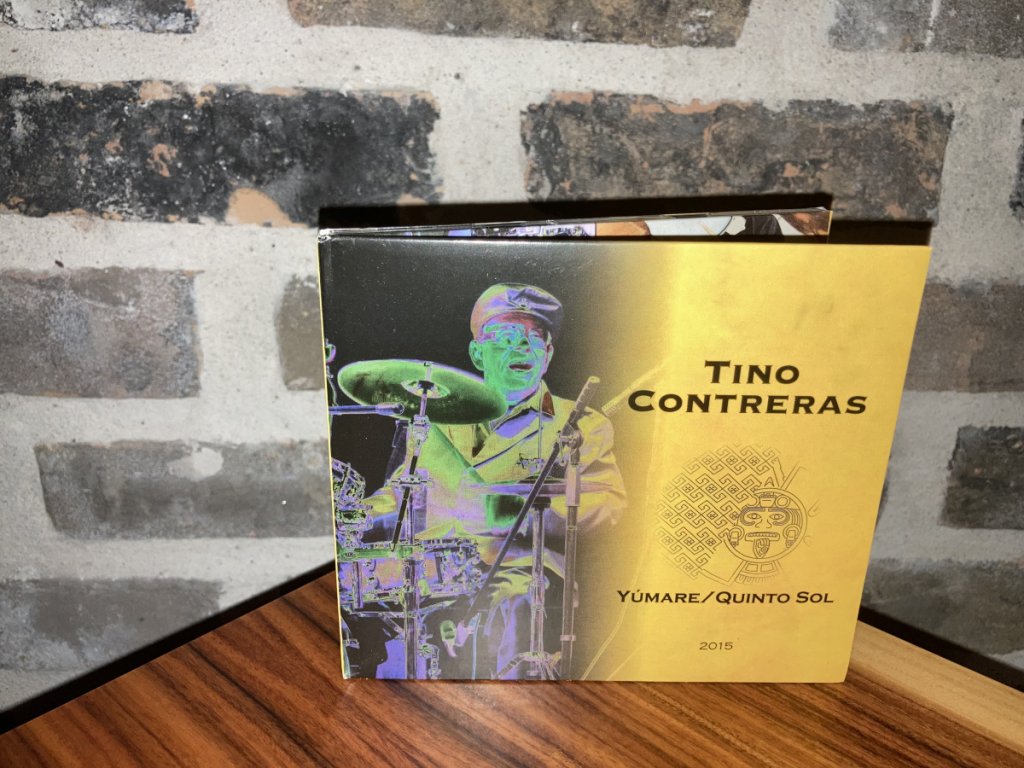 TINO
CONTRERAS
YÚMARE/QUINTO SOL
2015